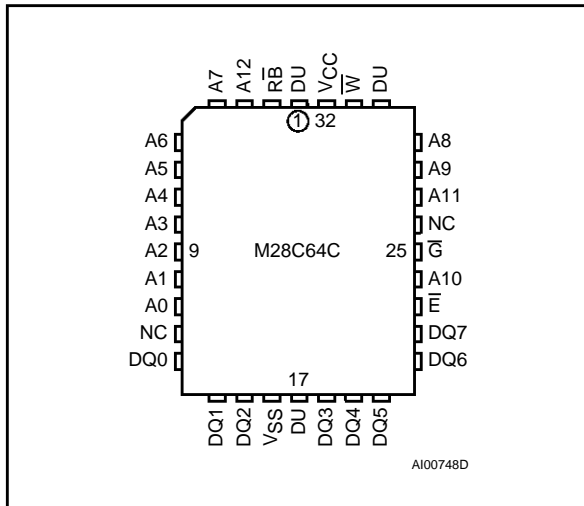 A7 A12 R̅B DU VCC W̅ DU
1 32
A6 A8
A5 A9
A4 A11
A3 NC
A2 9 M28C64C 25 G̅
A1 A10
A0 E̅
NC DQ7
DQ0 DQ6
17
DQ1 DQ2 VSS DU DQ3 DQ4 DQ5
AI00748D